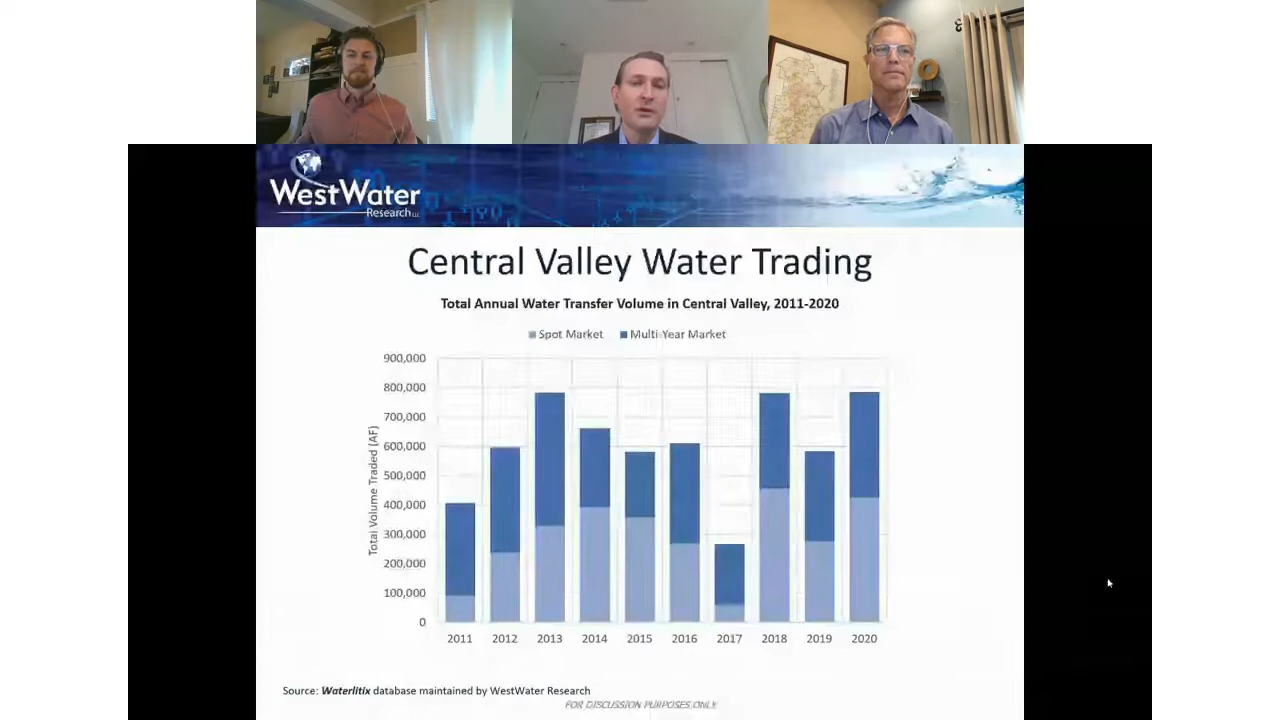 WestWater
Research LLC
Central Valley Water Trading
Total Annual Water Transfer Volume in Central Valley, 2011-2020
Spot Market Multi-Year Market
Total Volume Traded (AF)
900,000
800,000
700,000
600,000
500,000
400,000
300,000
200,000
100,000
0
2011 2012 2013 2014 2015 2016 2017 2018 2019 2020
Source: Waterlitix database maintained by WestWater Research
FOR DISCUSSION PURPOSES ONLY